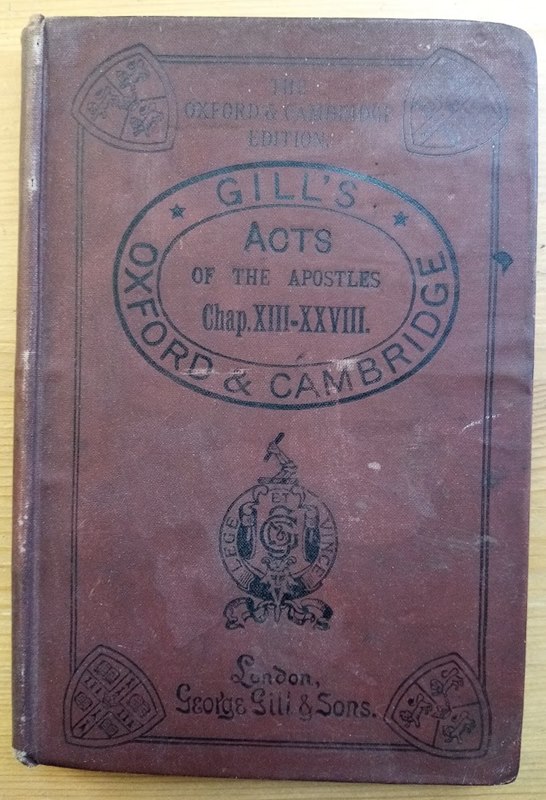 THE
OXFORD & CAMBRIDGE
EDITION.
GILL'S
ACTS
OF THE APOSTLES
Chap. XIII-XXVIII.
OXFORD & CAMBRIDGE
LEGE ET VINCE
London,
George Gill & Sons.